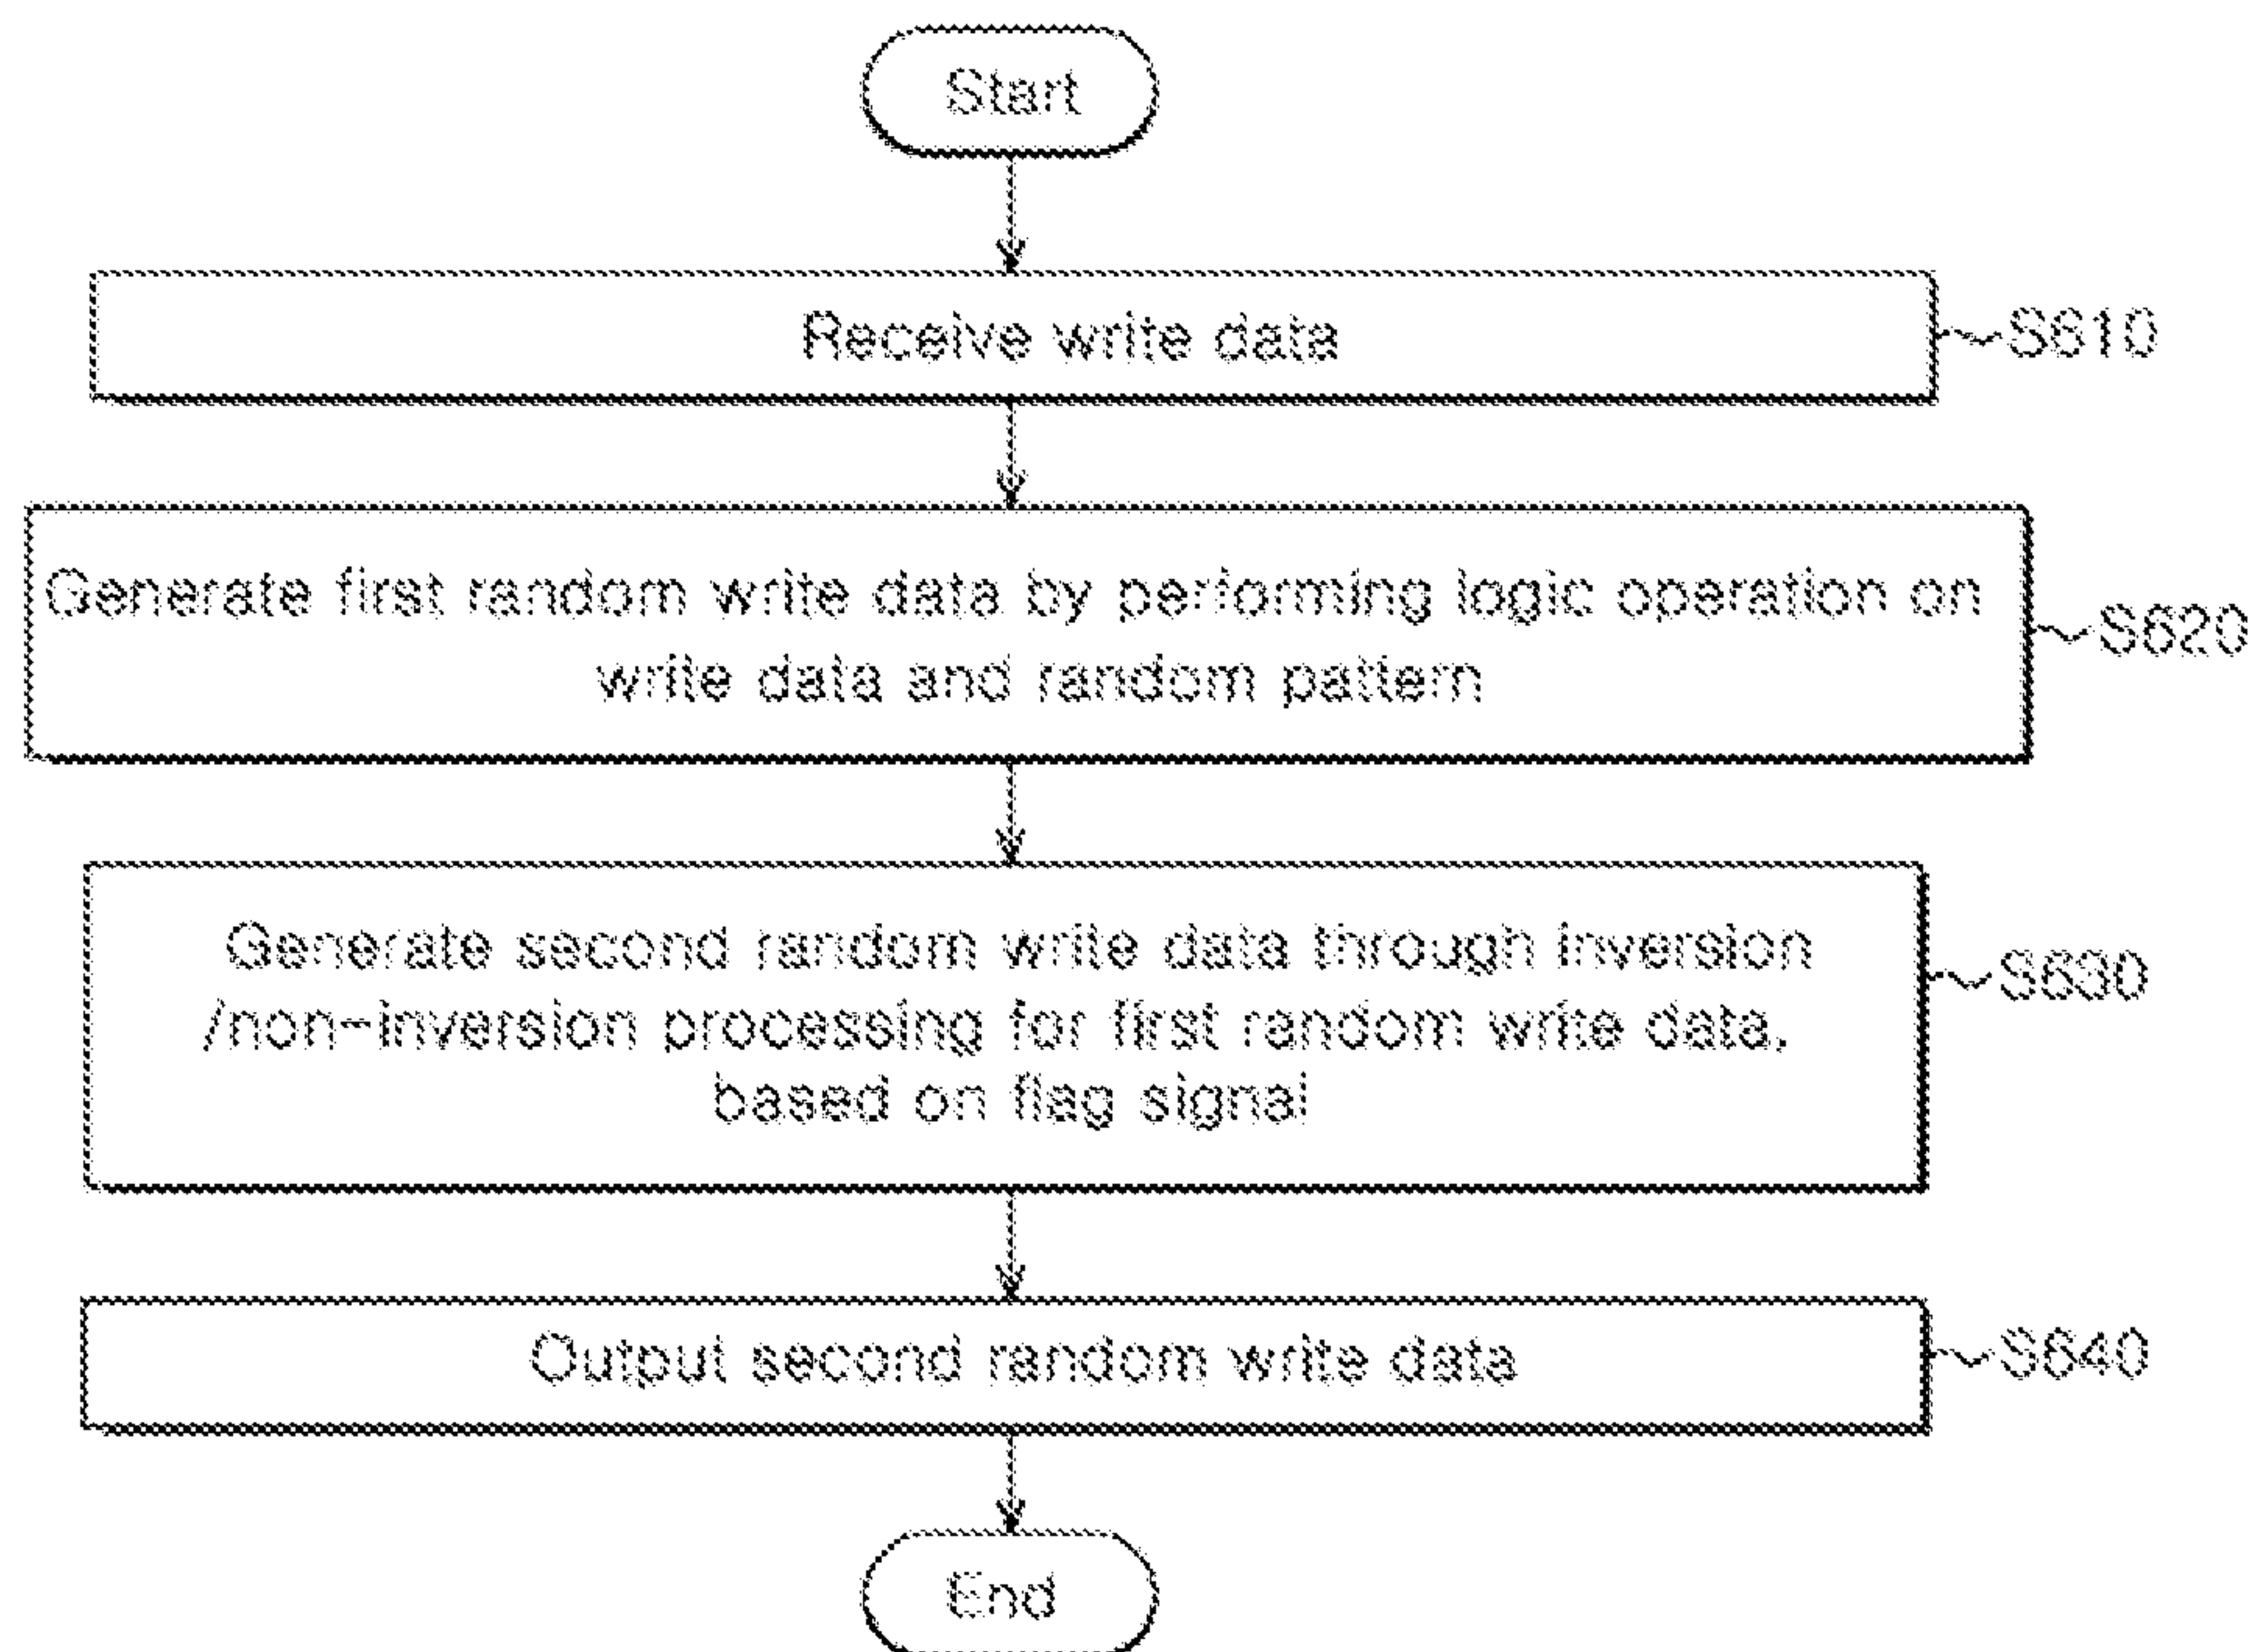 Start
Receive write data
S610
Generate first random write data by performing logic operation on
write data and random pattern
S620
Generate second random write data through inversion
/non-inversion processing for first random write data,
based on flag signal
S630
Output second random write data
S640
End